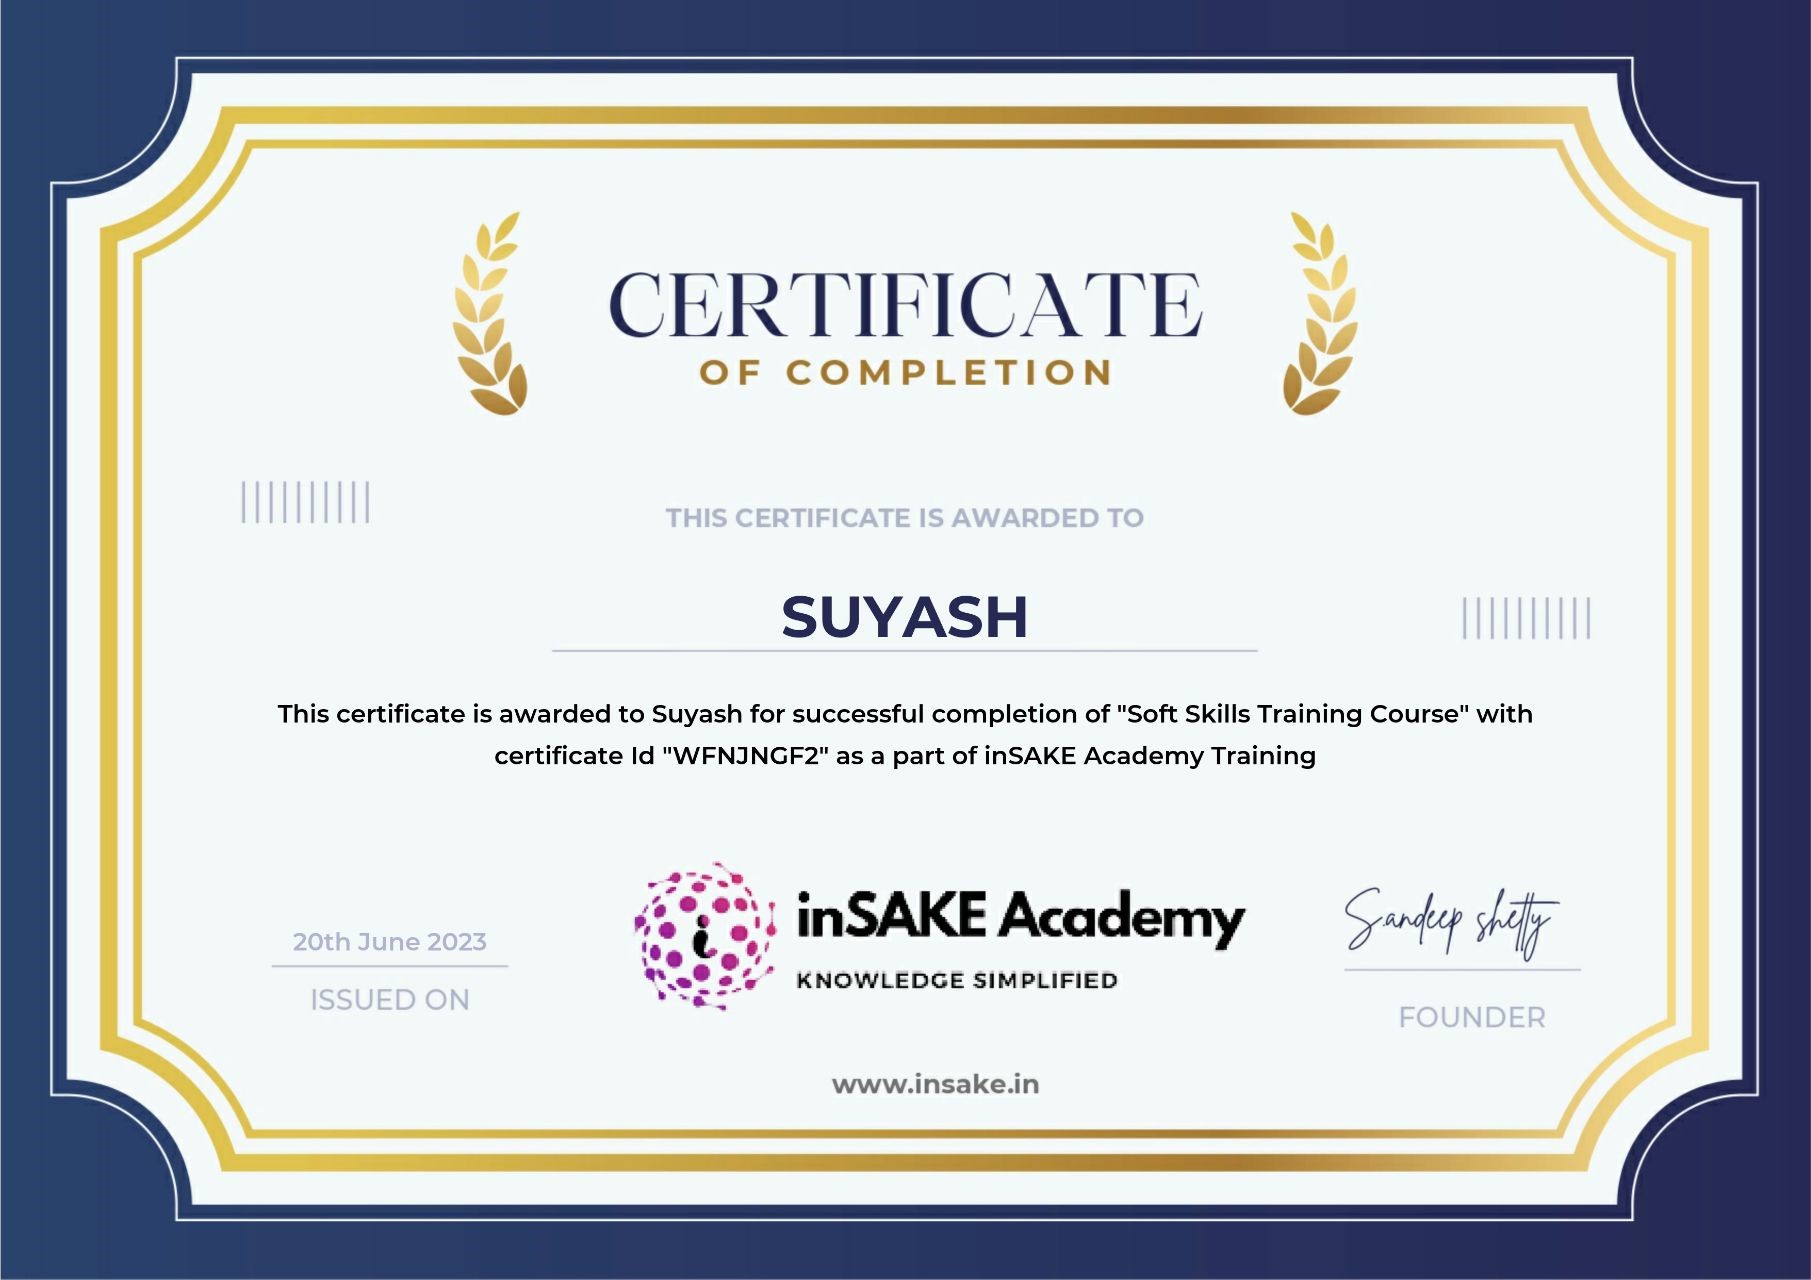 CERTIFICATE
OF COMPLETION
THIS CERTIFICATE IS AWARDED TO
SUYASH
This certificate is awarded to Suyash for successful completion of "Soft Skills Training Course" with
certificate Id "WFNJNGF2" as a part of inSAKE Academy Training
inSAKE Academy
KNOWLEDGE SIMPLIFIED
20th June 2023
ISSUED ON
Sandeep shetty
FOUNDER
www.insake.in